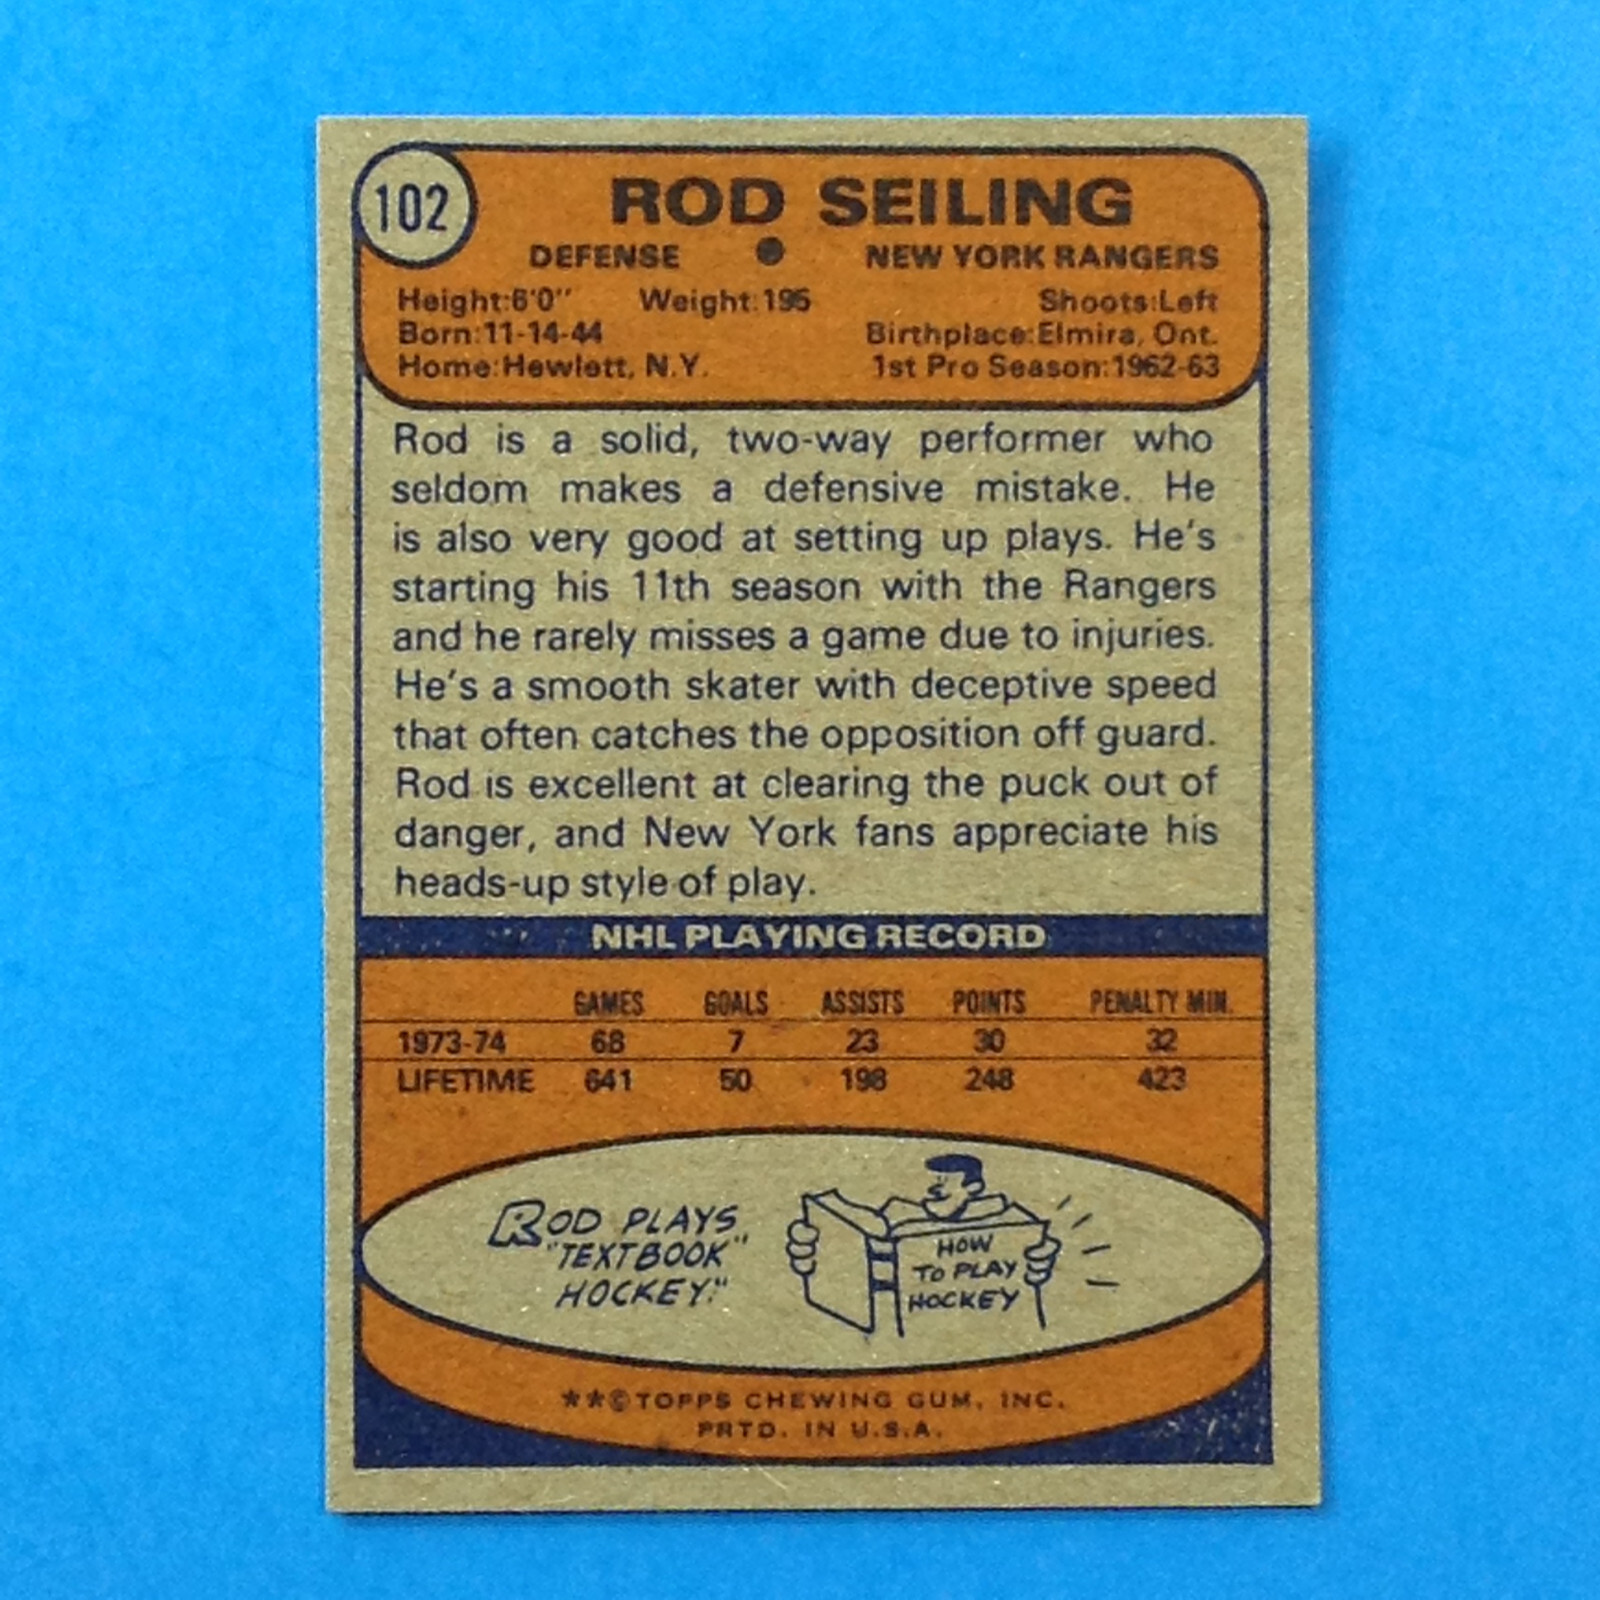 102
ROD SEILING
DEFENSE ● NEW YORK RANGERS
Height:6'0" Weight:195 Shoots:Left
Born:11-14-44 Birthplace:Elmira, Ont.
Home:Hewlett, N.Y. 1st Pro Season:1962-63
Rod is a solid, two-way performer who
seldom makes a defensive mistake. He
is also very good at setting up plays. He's
starting his 11th season with the Rangers
and he rarely misses a game due to injuries.
He's a smooth skater with deceptive speed
that often catches the opposition off guard.
Rod is excellent at clearing the puck out of
danger, and New York fans appreciate his
heads-up style of play.
NHL PLAYING RECORD
GAMES GOALS ASSISTS POINTS PENALTY MIN.
1973-74 68 7 23 30 32
LIFETIME 641 50 198 248 423
ROD PLAYS
"TEXTBOOK"
HOCKEY."
HOW
TO PLAY
HOCKEY
**©TOPPS CHEWING GUM, INC.
PRTD. IN U.S.A.